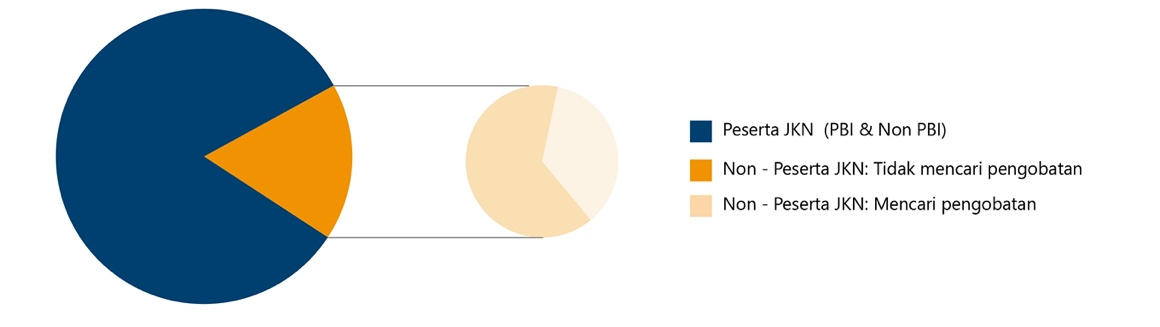 Peserta JKN  (PBI & Non PBI)
Non - Peserta JKN: Tidak mencari pengobatan
Non - Peserta JKN: Mencari pengobatan